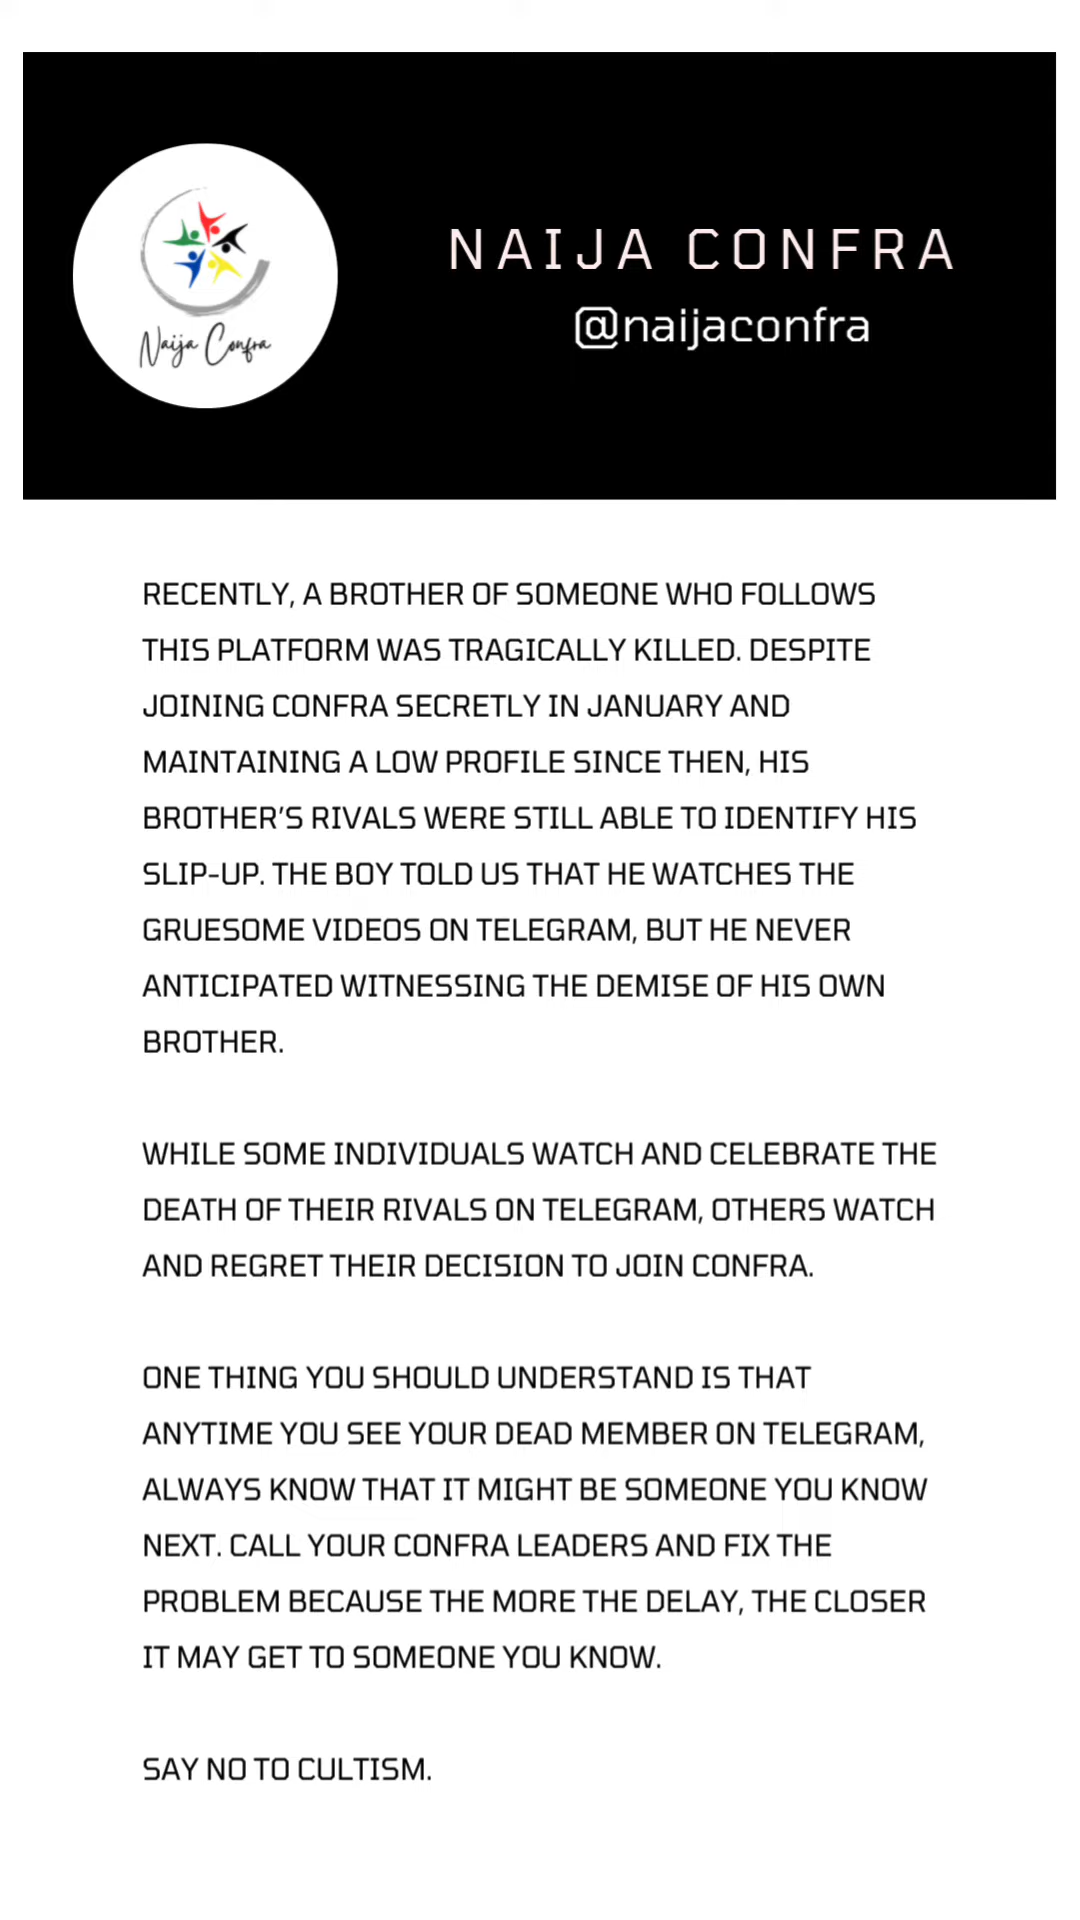 Naija Confra
NAIJA CONFRA
@naijaconfra
RECENTLY, A BROTHER OF SOMEONE WHO FOLLOWS
THIS PLATFORM WAS TRAGICALLY KILLED. DESPITE
JOINING CONFRA SECRETLY IN JANUARY AND
MAINTAINING A LOW PROFILE SINCE THEN, HIS
BROTHER'S RIVALS WERE STILL ABLE TO IDENTIFY HIS
SLIP-UP. THE BOY TOLD US THAT HE WATCHES THE
GRUESOME VIDEOS ON TELEGRAM, BUT HE NEVER
ANTICIPATED WITNESSING THE DEMISE OF HIS OWN
BROTHER.
WHILE SOME INDIVIDUALS WATCH AND CELEBRATE THE
DEATH OF THEIR RIVALS ON TELEGRAM, OTHERS WATCH
AND REGRET THEIR DECISION TO JOIN CONFRA.
ONE THING YOU SHOULD UNDERSTAND IS THAT
ANYTIME YOU SEE YOUR DEAD MEMBER ON TELEGRAM,
ALWAYS KNOW THAT IT MIGHT BE SOMEONE YOU KNOW
NEXT. CALL YOUR CONFRA LEADERS AND FIX THE
PROBLEM BECAUSE THE MORE THE DELAY, THE CLOSER
IT MAY GET TO SOMEONE YOU KNOW.
SAY NO TO CULTISM.